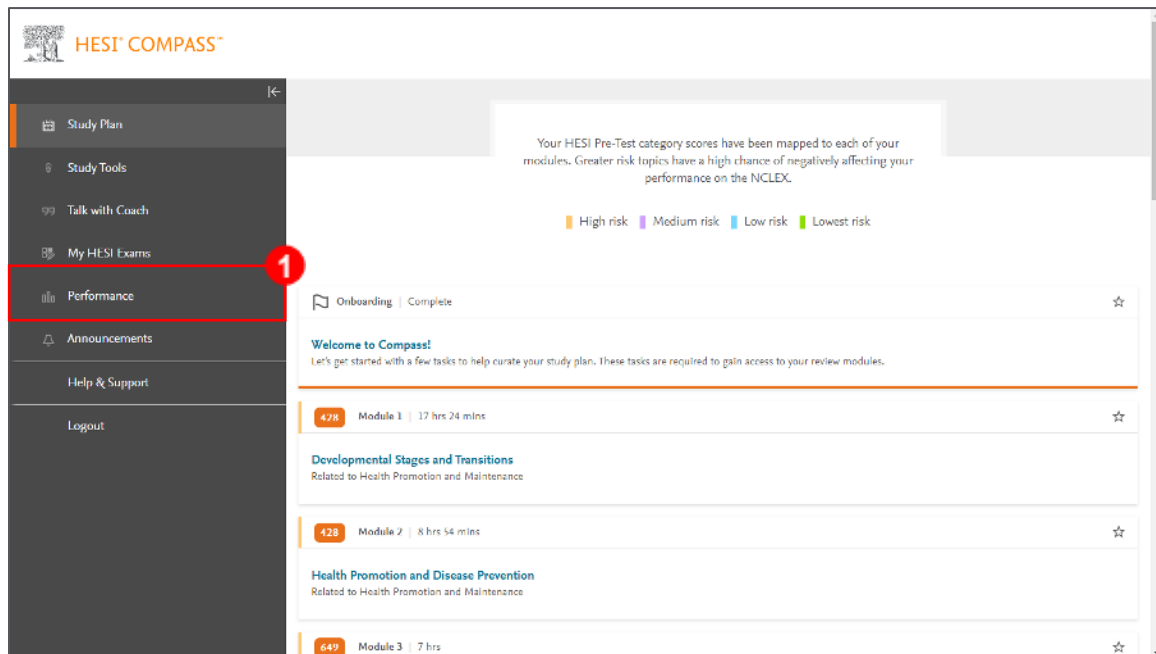 HESI® COMPASS™
Study Plan
Study Tools
Talk with Coach
My HESI Exams
1
Performance
Announcements
Help & Support
Logout
Your HESI Pre-Test category scores have been mapped to each of your
modules. Greater risk topics have a high chance of negatively affecting your
performance on the NCLEX.
High risk Medium risk Low risk Lowest risk
Onboarding | Complete
Welcome to Compass!
Let's get started with a few tasks to help curate your study plan. These tasks are required to gain access to your review modules.
428 Module 1 | 17 hrs 24 mins
Developmental Stages and Transitions
Related to Health Promotion and Maintenance
428 Module 2 | 8 hrs 54 mins
Health Promotion and Disease Prevention
Related to Health Promotion and Maintenance
649 Module 3 | 7 hrs